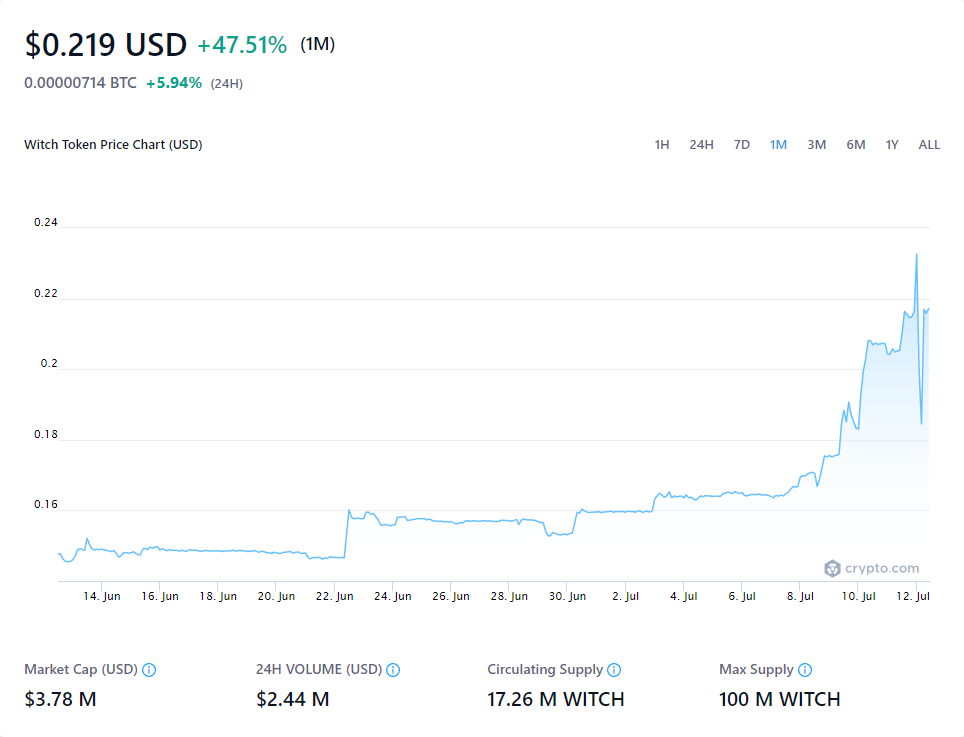 $0.219 USD +47.51% (1M)
0.00000714 BTC +5.94% (24H)
Witch Token Price Chart (USD) 1H 24H 7D 1M 3M 6M 1Y ALL
0.24
0.22
0.2
0.18
0.16
crypto.com
14. Jun 16. Jun 18. Jun 20. Jun 22. Jun 24. Jun 26. Jun 28. Jun 30. Jun 2. Jul 4. Jul 6. Jul 8. Jul 10. Jul 12. Jul
Market Cap (USD) 24H VOLUME (USD) Circulating Supply Max Supply
$3.78 M $2.44 M 17.26 M WITCH 100 M WITCH